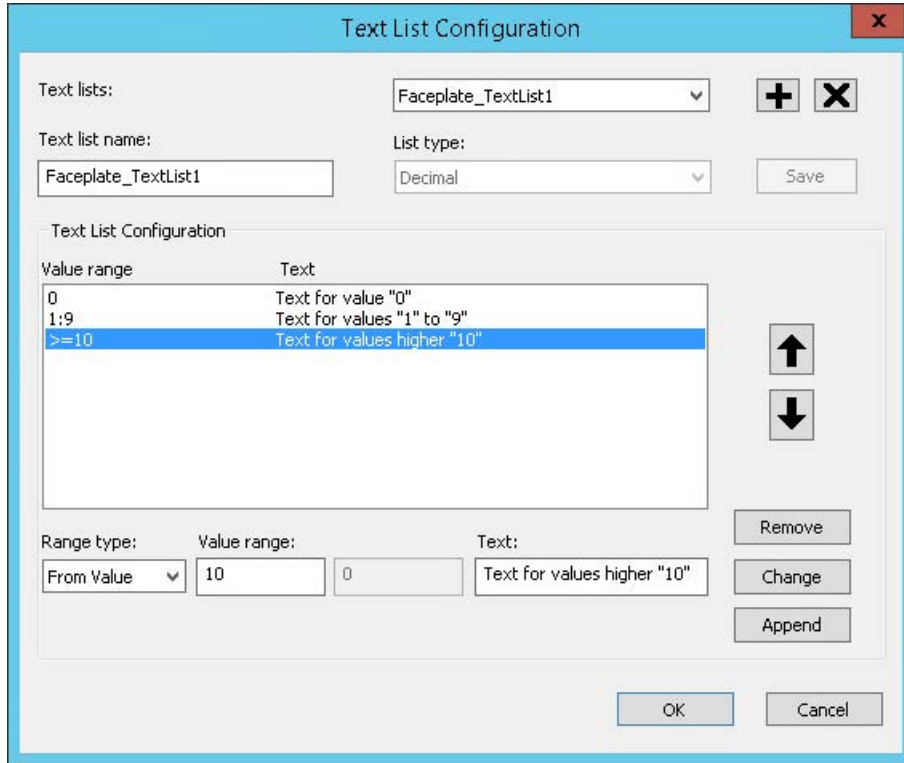 Text List Configuration
x
Text lists:
Faceplate_TextList1
Text list name:
List type:
Faceplate_TextList1
Decimal
Save
Text List Configuration
Value range Text
0 Text for value "0"
1:9 Text for values "1" to "9"
>=10 Text for values higher "10"
Remove
Range type: Value range: Text:
From Value 10 0 Text for values higher "10"
Change
Append
OK Cancel